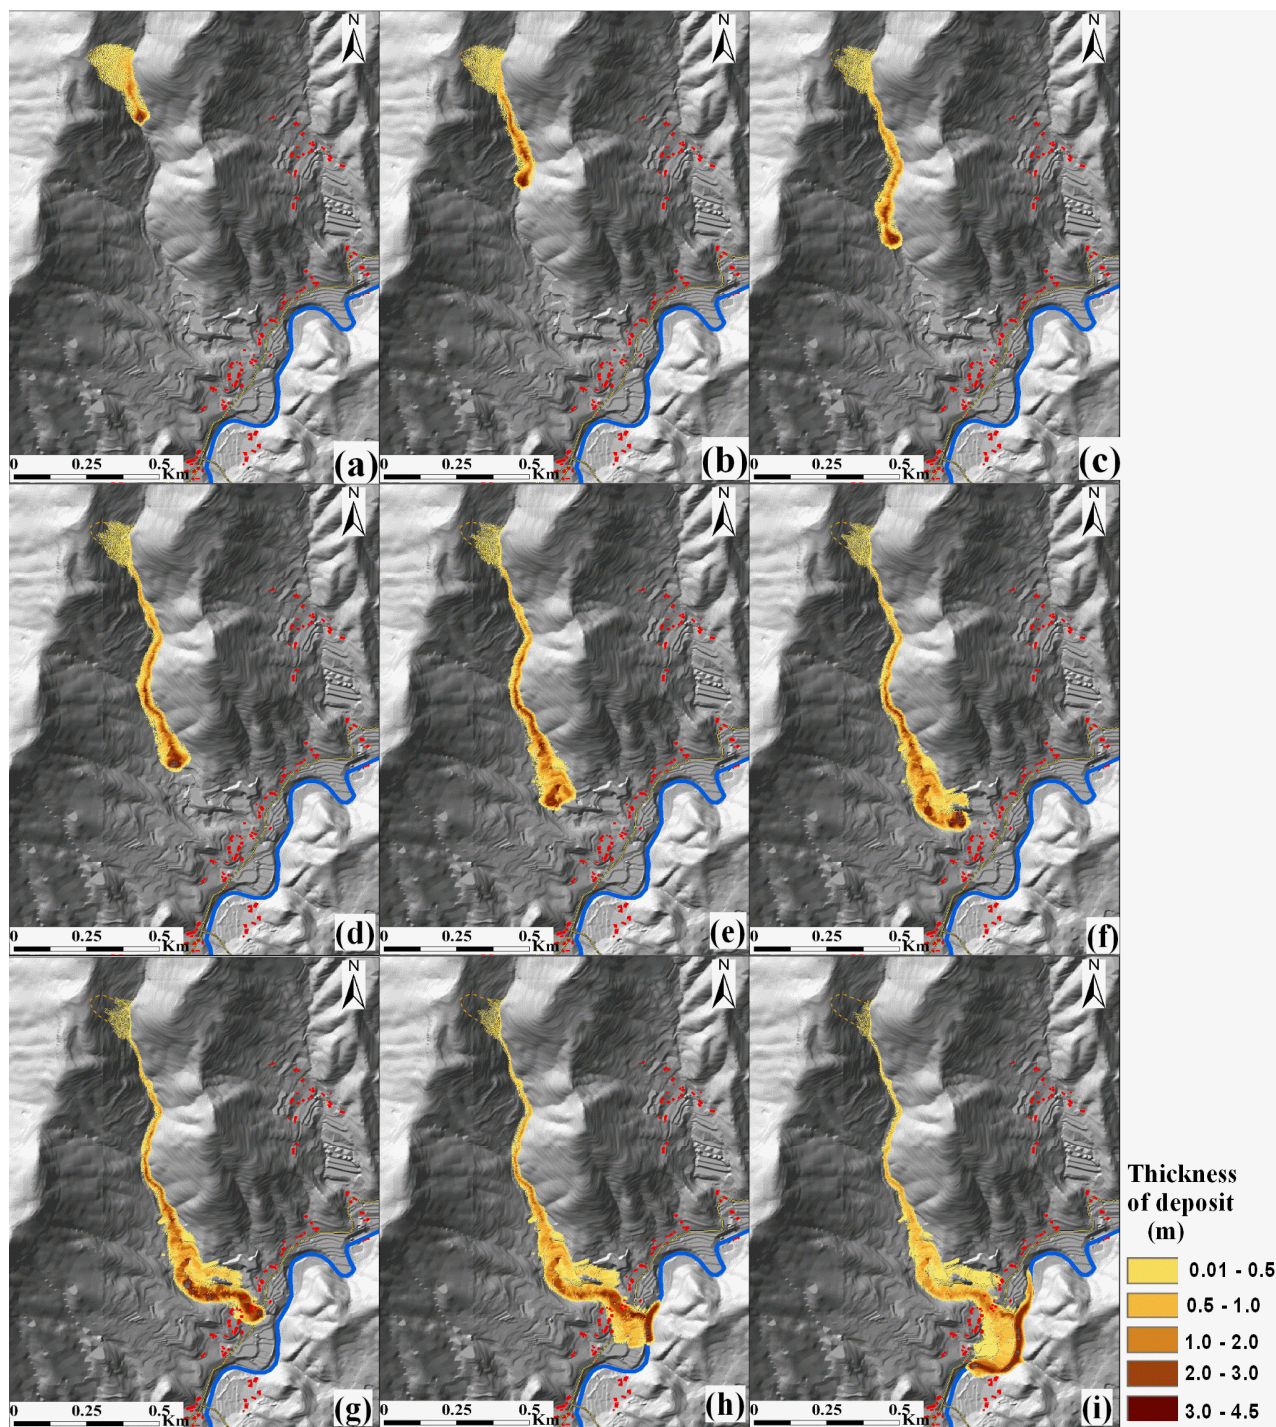 N N N
0 0.25 0.5 Km (a) 0 0.25 0.5 Km (b) 0 0.25 0.5 Km (c)
N N N
0 0.25 0.5 Km (d) 0 0.25 0.5 Km (e) 0 0.25 0.5 Km (f)
N N N
0 0.25 0.5 Km (g) 0 0.25 0.5 Km (h) 0 0.25 0.5 Km (i)
Thickness
of deposit
(m)
0.01 - 0.5
0.5 - 1.0
1.0 - 2.0
2.0 - 3.0
3.0 - 4.5